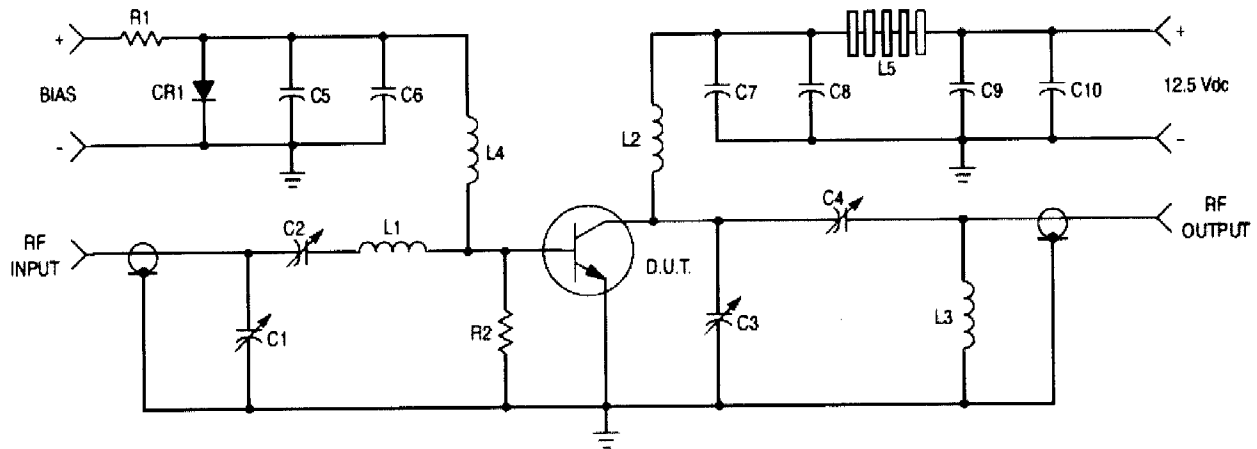 R1
+
BIAS
-
CR1
C5
C6
L4
L2
C7
C8
L5
C9
C10
+
12.5 Vdc
-
RF
INPUT
C2
L1
C1
R2
D.U.T.
C3
C4
L3
RF
OUTPUT